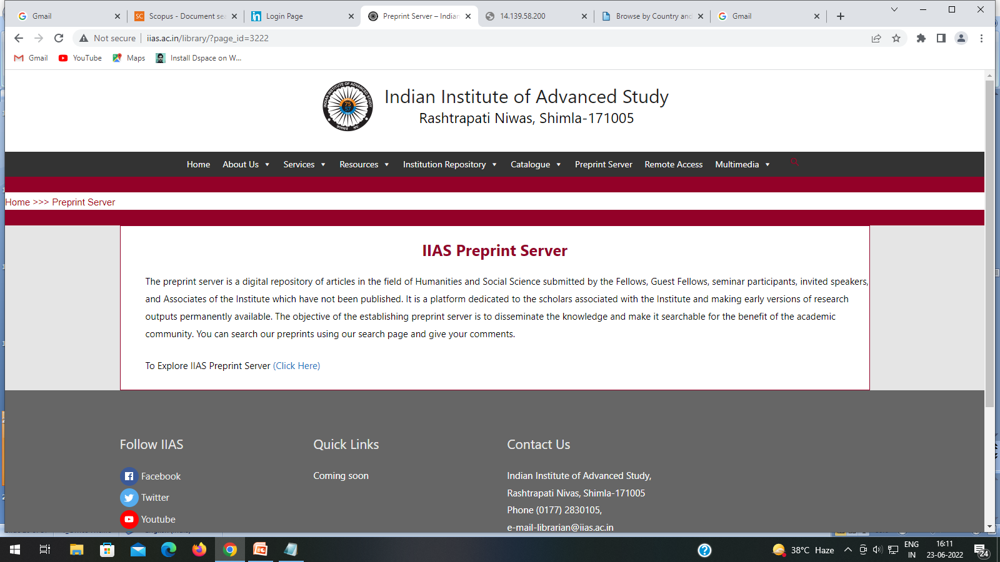 Gmail
Scopus - Document sea
Login Page
Preprint Server – Indian
14.139.58.200
Browse by Country and
Gmail
Not secure
iias.ac.in/library/?page_id=3222
Gmail
YouTube
Maps
Install Dspace on W...
Indian Institute of Advanced Study
Rashtrapati Niwas, Shimla-171005
Home
About Us
Services
Resources
Institution Repository
Catalogue
Preprint Server
Remote Access
Multimedia
Home >>> Preprint Server
IIAS Preprint Server
The preprint server is a digital repository of articles in the field of Humanities and Social Science submitted by the Fellows, Guest Fellows, seminar participants, invited speakers,
and Associates of the Institute which have not been published. It is a platform dedicated to the scholars associated with the Institute and making early versions of research
outputs permanently available. The objective of the establishing preprint server is to disseminate the knowledge and make it searchable for the benefit of the academic
community. You can search our preprints using our search page and give your comments.
To Explore IIAS Preprint Server (Click Here)
Follow IIAS
Facebook
Twitter
Youtube
Quick Links
Coming soon
Contact Us
Indian Institute of Advanced Study,
Rashtrapati Nivas, Shimla-171005
Phone (0177) 2830105,
e-mail-librarian@iias.ac.in
38°C Haze
ENG
IN
16:11
23-06-2022
24